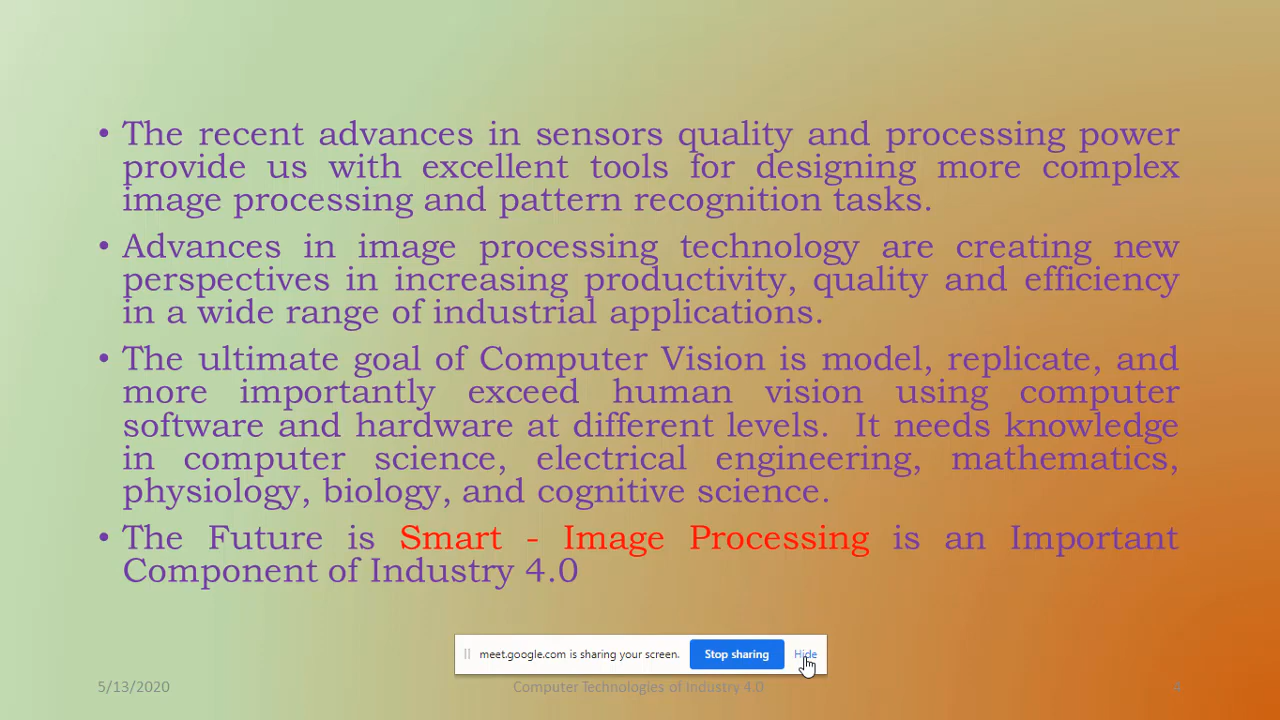 • The recent advances in sensors quality and processing power
provide us with excellent tools for designing more complex
image processing and pattern recognition tasks.
• Advances in image processing technology are creating new
perspectives in increasing productivity, quality and efficiency
in a wide range of industrial applications.
• The ultimate goal of Computer Vision is model, replicate, and
more importantly exceed human vision using computer
software and hardware at different levels. It needs knowledge
in computer science, electrical engineering, mathematics,
physiology, biology, and cognitive science.
• The Future is Smart - Image Processing is an Important
Component of Industry 4.0
meet.google.com is sharing your screen. Stop sharing Hide
5/13/2020 Computer Technologies of Industry 4.0 4